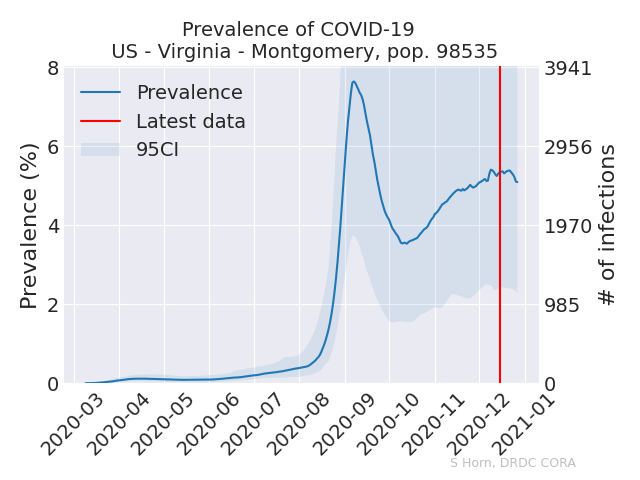 Prevalence of COVID-19
US - Virginia - Montgomery, pop. 98535
Prevalence
Latest data
95CI
Prevalence (%)
8
6
4
2
0
3941
2956
1970
985
0
# of infections
2020-03
2020-04
2020-05
2020-06
2020-07
2020-08
2020-09
2020-10
2020-11
2020-12
2021-01
S Horn, DRDC CORA